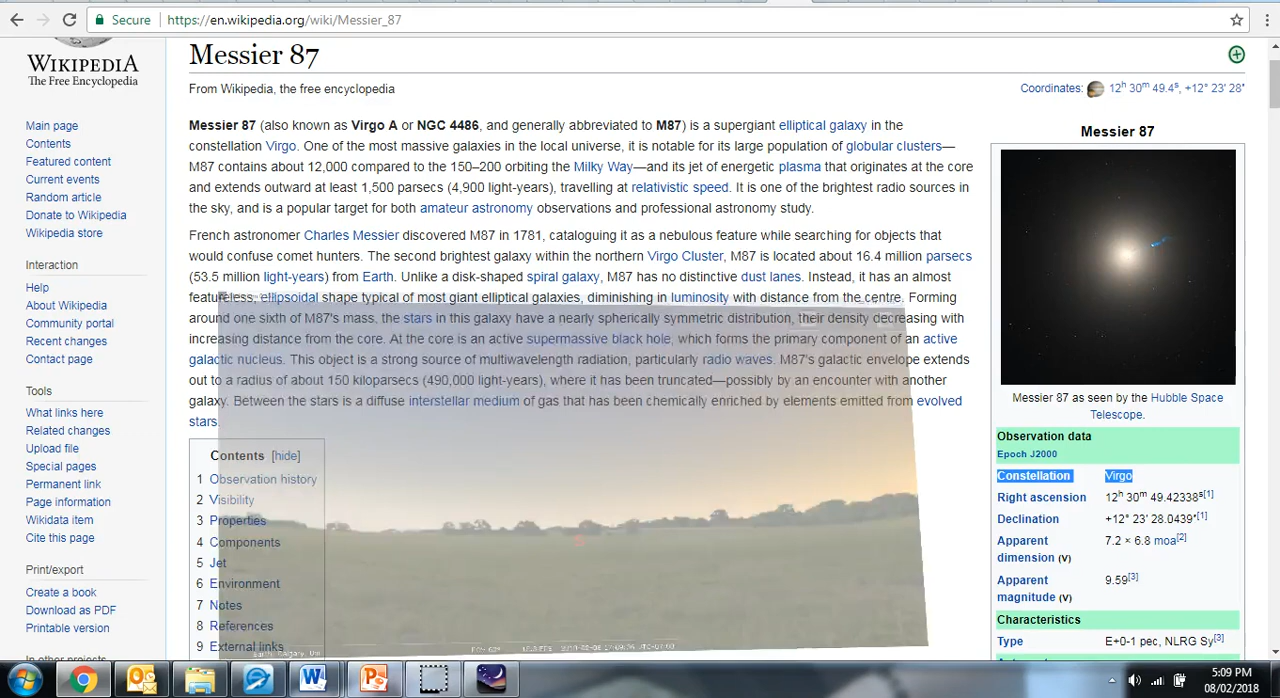 Secure
https://en.wikipedia.org/wiki/Messier_87
WIKIPEDIA
The Free Encyclopedia
Main page
Contents
Featured content
Current events
Random article
Donate to Wikipedia
Wikipedia store
Interaction
Help
About Wikipedia
Community portal
Recent changes
Contact page
Tools
What links here
Related changes
Upload file
Special pages
Permanent link
Page information
Wikidata item
Cite this page
Print/export
Create a book
Download as PDF
Printable version
In other projects
Messier 87
From Wikipedia, the free encyclopedia
Coordinates: 12h 30m 49.4s, +12° 23′ 28″
Messier 87 (also known as Virgo A or NGC 4486, and generally abbreviated to M87) is a supergiant elliptical galaxy in the
constellation Virgo. One of the most massive galaxies in the local universe, it is notable for its large population of globular clusters—
M87 contains about 12,000 compared to the 150–200 orbiting the Milky Way—and its jet of energetic plasma that originates at the core
and extends outward at least 1,500 parsecs (4,900 light-years), travelling at relativistic speed. It is one of the brightest radio sources in
the sky, and is a popular target for both amateur astronomy observations and professional astronomy study.
French astronomer Charles Messier discovered M87 in 1781, cataloguing it as a nebulous feature while searching for objects that
would confuse comet hunters. The second brightest galaxy within the northern Virgo Cluster, M87 is located about 16.4 million parsecs
(53.5 million light-years) from Earth. Unlike a disk-shaped spiral galaxy, M87 has no distinctive dust lanes. Instead, it has an almost
featureless, ellipsoidal shape typical of most giant elliptical galaxies, diminishing in luminosity with distance from the centre. Forming
around one sixth of M87's mass, the stars in this galaxy have a nearly spherically symmetric distribution, their density decreasing with
increasing distance from the core. At the core is an active supermassive black hole, which forms the primary component of an active
galactic nucleus. This object is a strong source of multiwavelength radiation, particularly radio waves. M87's galactic envelope extends
out to a radius of about 150 kiloparsecs (490,000 light-years), where it has been truncated—possibly by an encounter with another
galaxy. Between the stars is a diffuse interstellar medium of gas that has been chemically enriched by elements emitted from evolved
stars.
Contents [hide]
1 Observation history
2 Visibility
3 Properties
4 Components
5 Jet
6 Environment
7 Notes
8 References
9 External links
S
Messier 87
Messier 87 as seen by the Hubble Space
Telescope.
Observation data
Epoch J2000
Constellation Virgo
Right ascension 12h 30m 49.42338s[1]
Declination +12° 23′ 28.0439″[1]
Apparent
dimension (V) 7.2 × 6.8 moa[2]
Apparent
magnitude (V) 9.59[3]
Characteristics
Type E+0-1 pec, NLRG Sy[3]
5:09 PM
08/02/2018